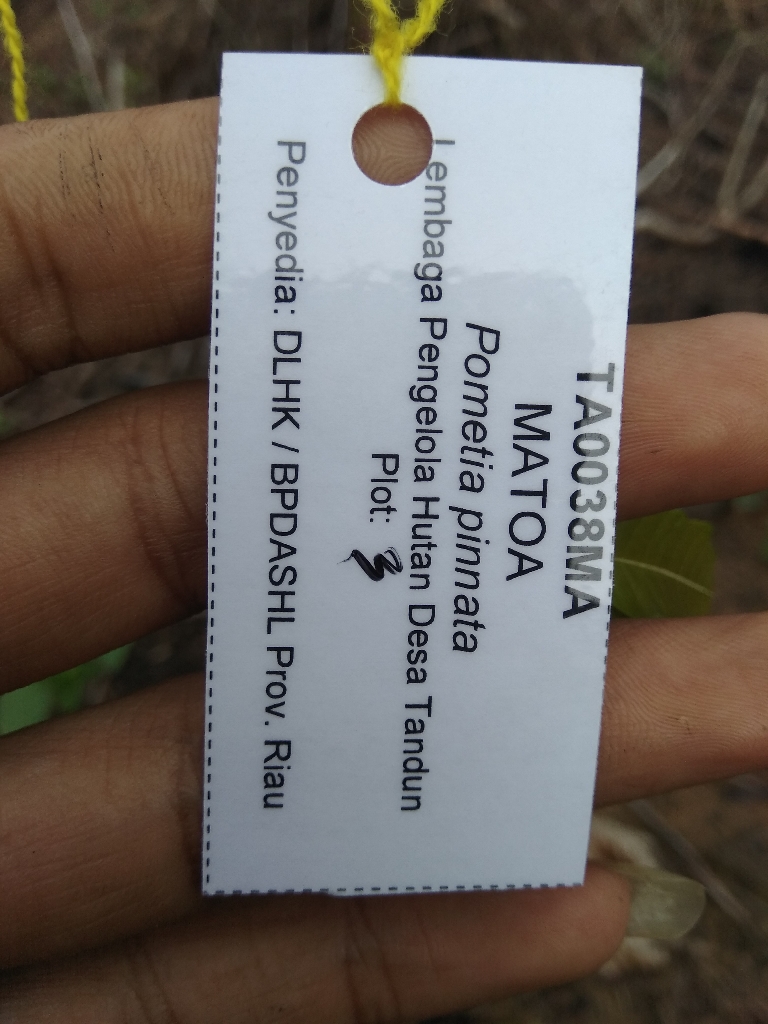 TA0038MA
MATOA
Pometia pinnata
Lembaga Pengelola Hutan Desa Tandun
Plot: 3
Penyedia: DLHK / BPDASHL Prov. Riau